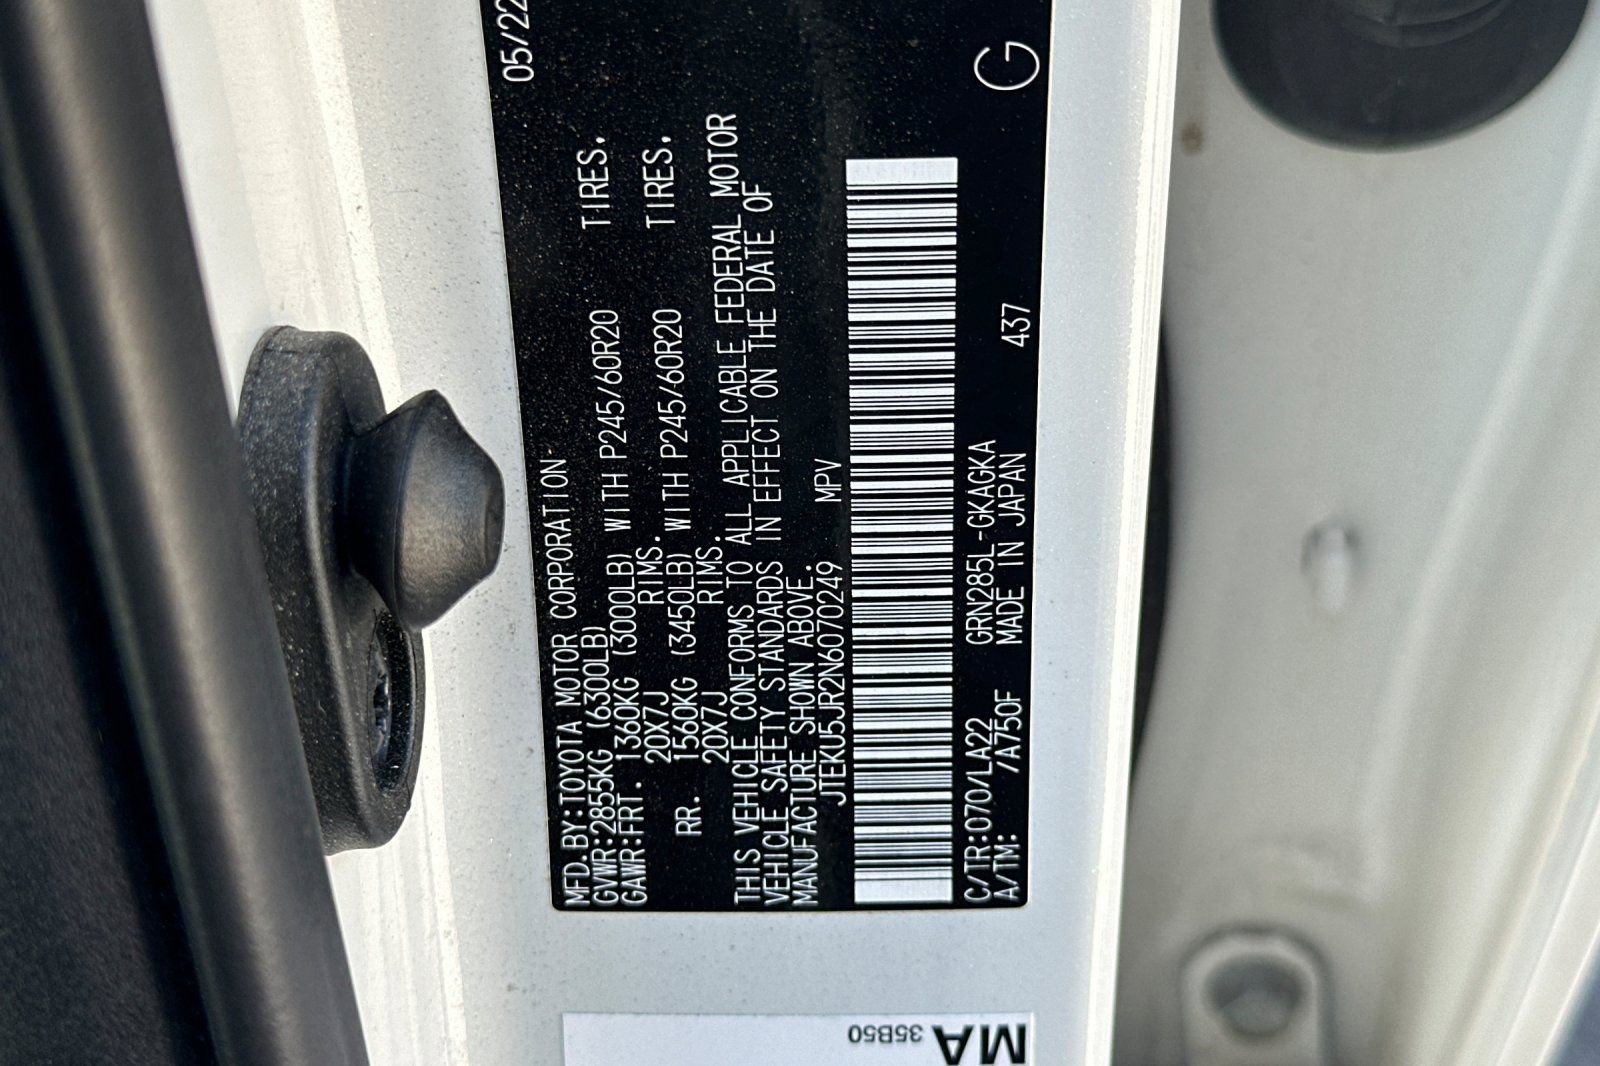 MFD.BY:TOYOTA MOTOR CORPORATION 05/22
GVWR:2855KG (6300LB)
GAWR:FRT. 1360KG (3000LB) WITH P245/60R20 TIRES.
20X7J RIMS.
RR. 1560KG (3450LB) WITH P245/60R20 TIRES.
20X7J RIMS.
THIS VEHICLE CONFORMS TO ALL APPLICABLE FEDERAL MOTOR
VEHICLE SAFETY STANDARDS IN EFFECT ON THE DATE OF
MANUFACTURE SHOWN ABOVE.
JTEKU5JR2N6070249 MPV
C/TR:070/LA22 GRN285L-GKAGKA
A/TM: /A750F MADE IN JAPAN 437 G
MA
35B50